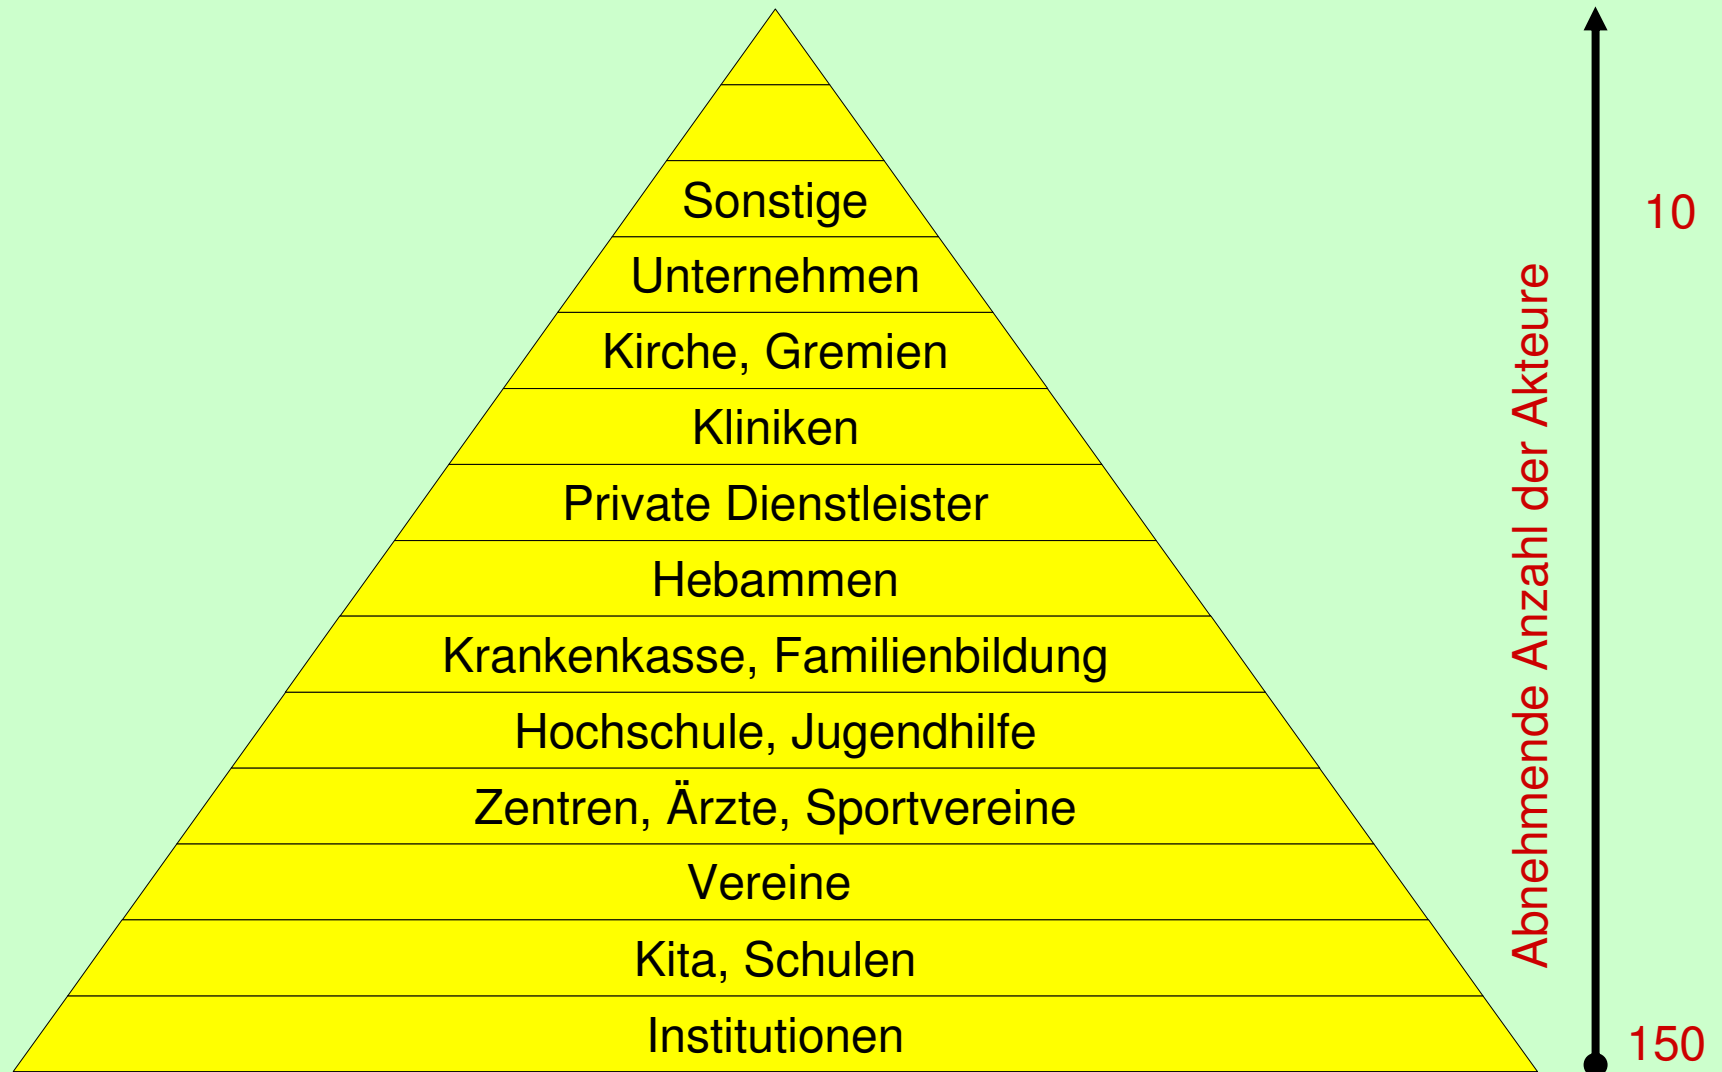 Sonstige
Unternehmen
Kirche, Gremien
Kliniken
Private Dienstleister
Hebammen
Krankenkasse, Familienbildung
Hochschule, Jugendhilfe
Zentren, Ärzte, Sportvereine
Vereine
Kita, Schulen
Institutionen
Abnehmende Anzahl der Akteure
10
150